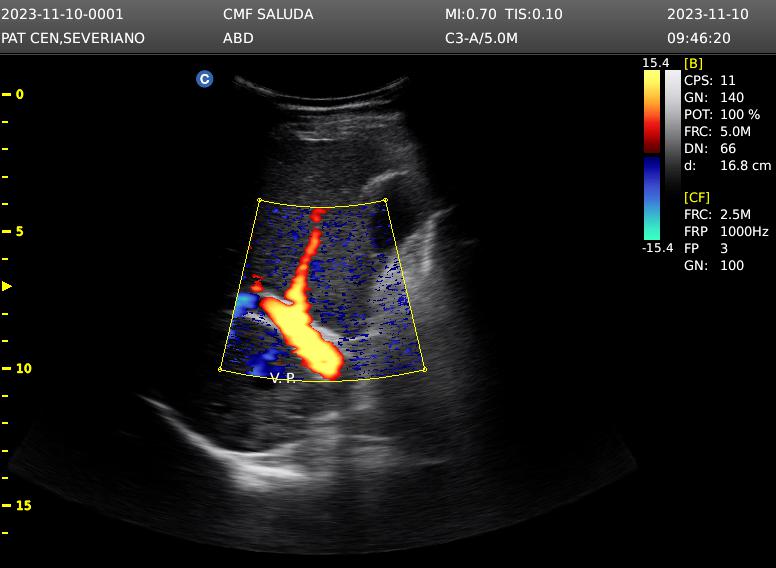 2023-11-10-0001 CMF SALUDA MI:0.70 TIS:0.10 2023-11-10
PAT CEN,SEVERIANO ABD C3-A/5.0M 09:46:20
C
15.4 [B]
CPS: 11
GN: 140
POT: 100 %
FRC: 5.0M
DN: 66
d: 16.8 cm
[CF]
FRC: 2.5M
FRP 1000Hz
-15.4 FP 3
GN: 100
0
5
10
15
V. P.